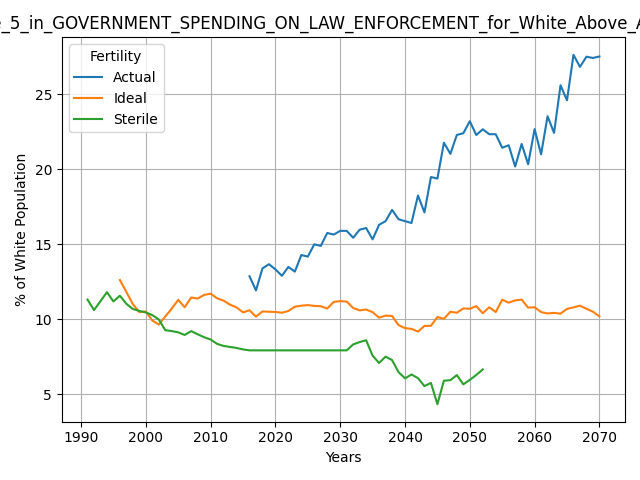 _5_in_GOVERNMENT_SPENDING_ON_LAW_ENFORCEMENT_for_White_Above_
Fertility
Actual
Ideal
Sterile
% of White Population
25
20
15
10
5
1990 2000 2010 2020 2030 2040 2050 2060 2070
Years